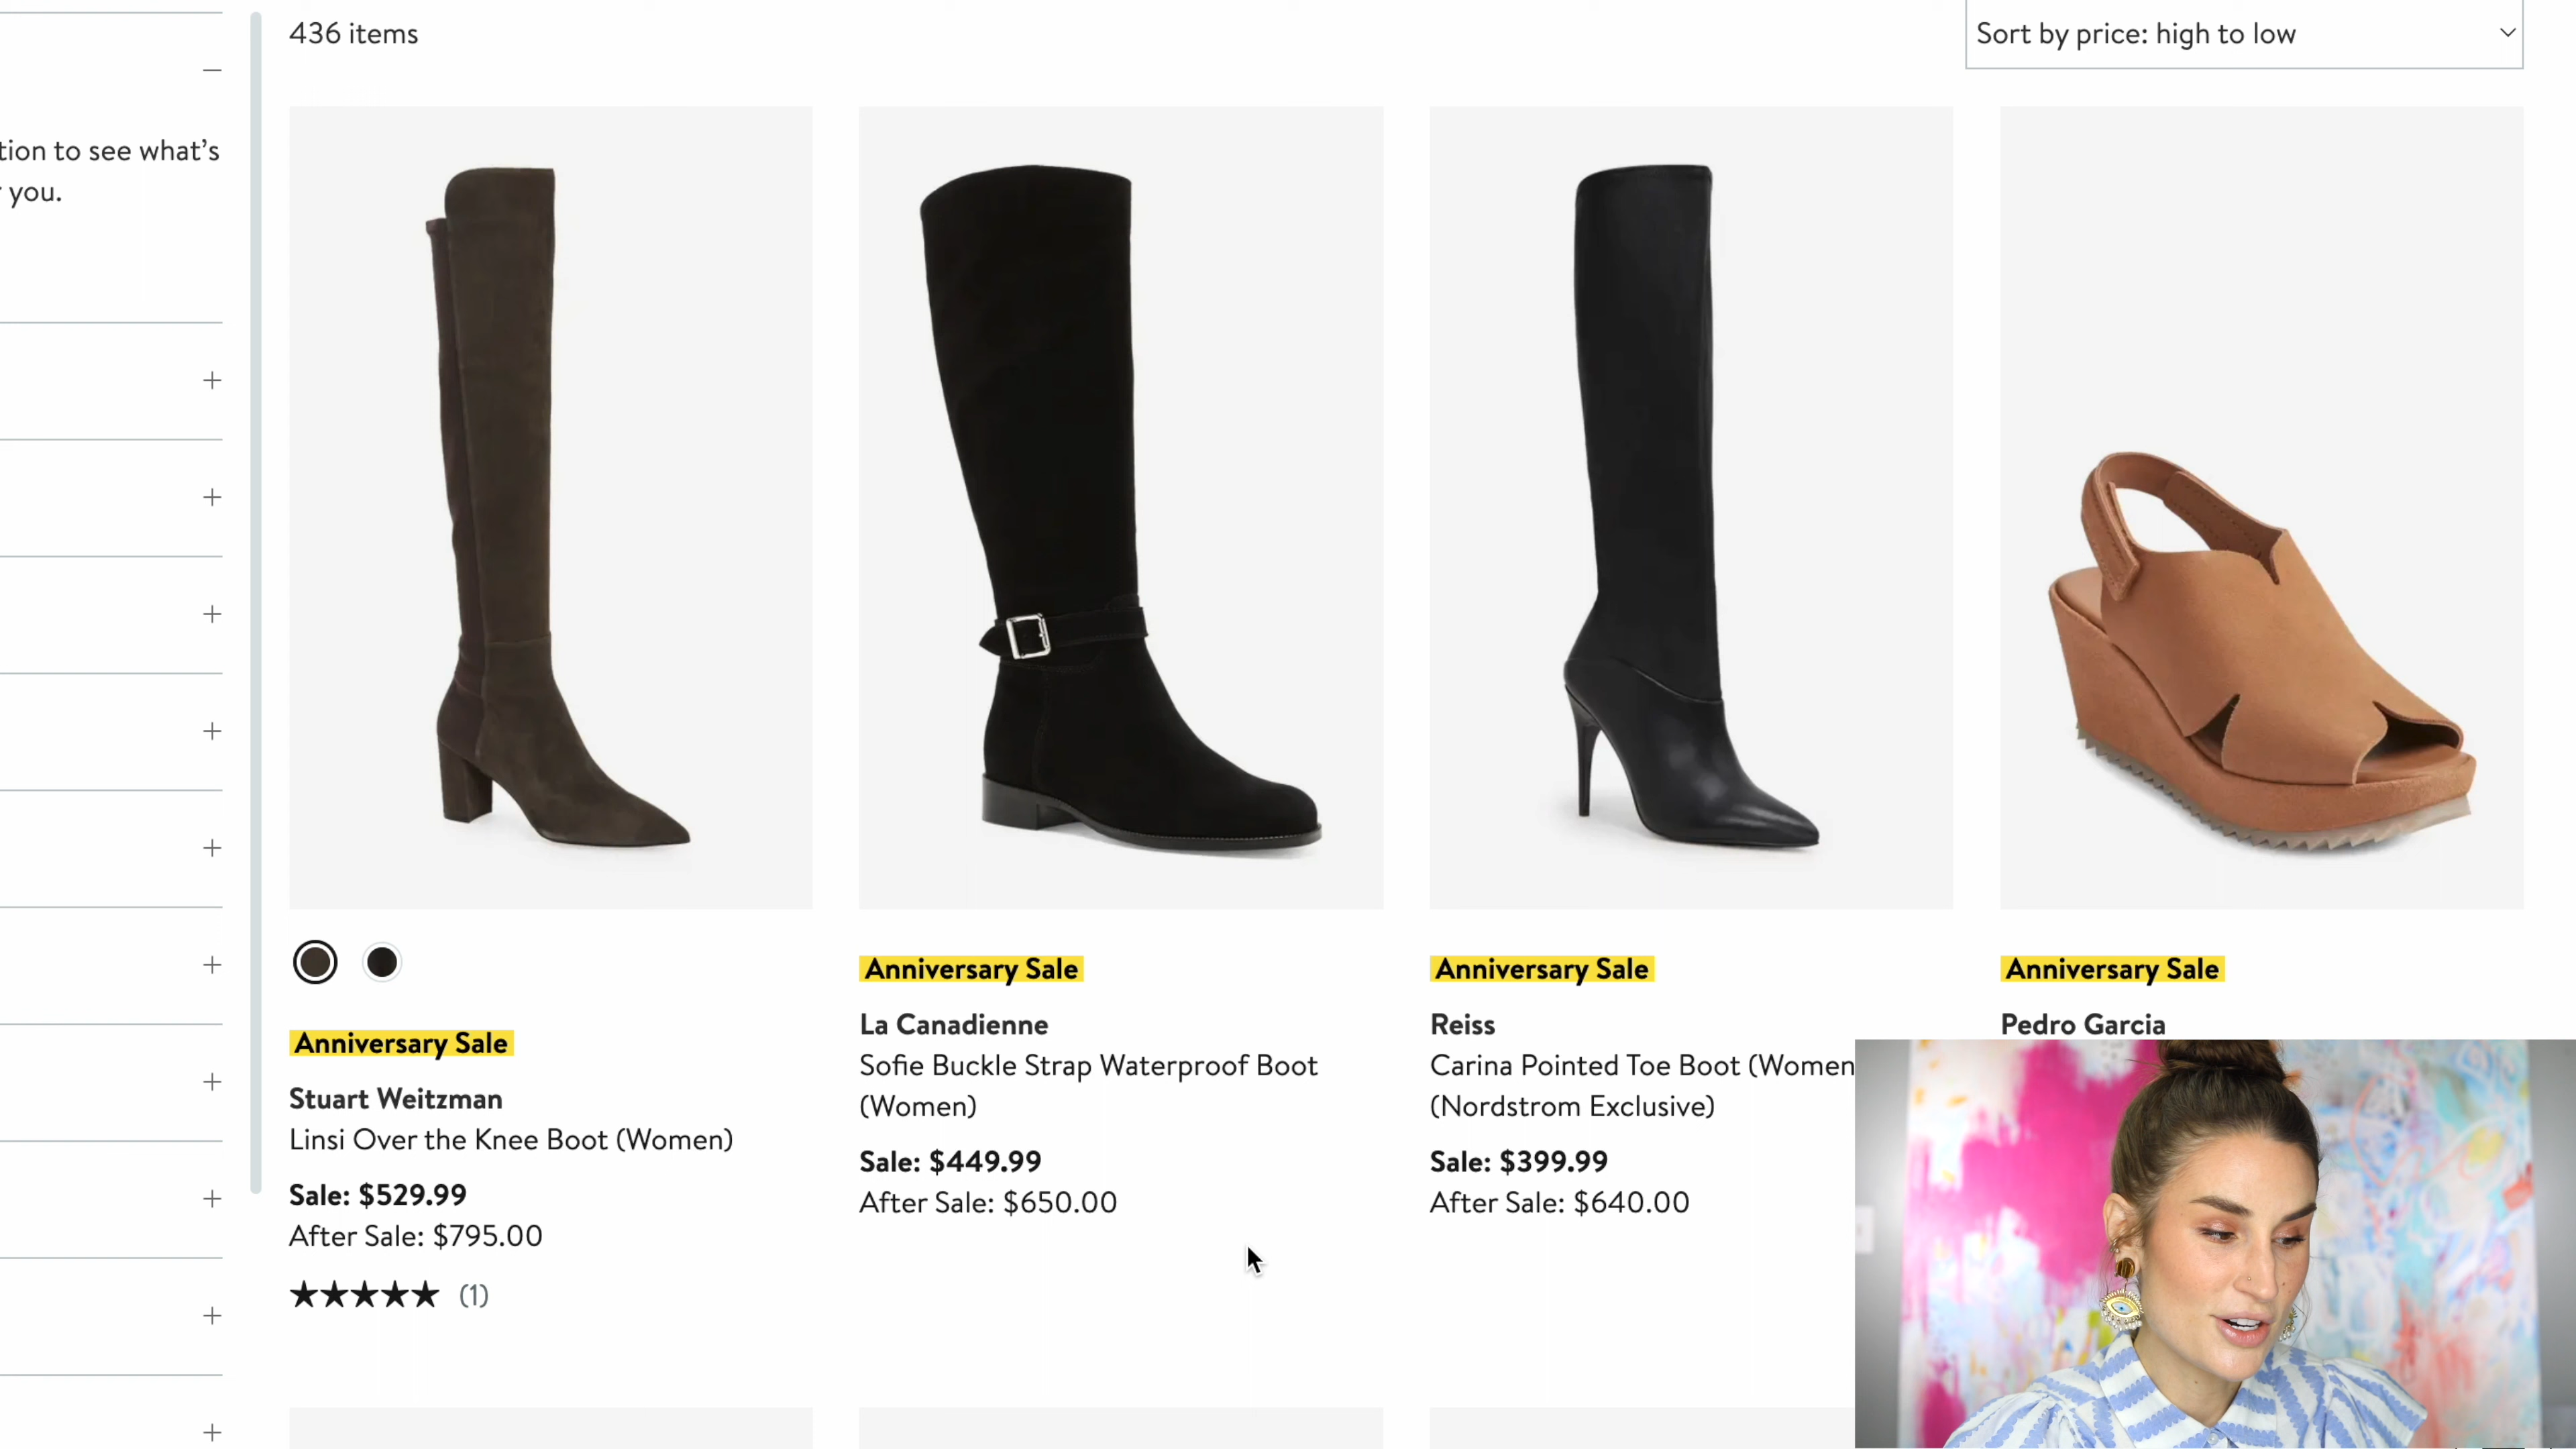 436 items
Sort by price: high to low
tion to see what's
you.
Anniversary Sale
Stuart Weitzman
Linsi Over the Knee Boot (Women)
Sale: $529.99
After Sale: $795.00
(1)
Anniversary Sale
La Canadienne
Sofie Buckle Strap Waterproof Boot
(Women)
Sale: $449.99
After Sale: $650.00
Anniversary Sale
Reiss
Carina Pointed Toe Boot (Women
(Nordstrom Exclusive)
Sale: $399.99
After Sale: $640.00
Anniversary Sale
Pedro Garcia